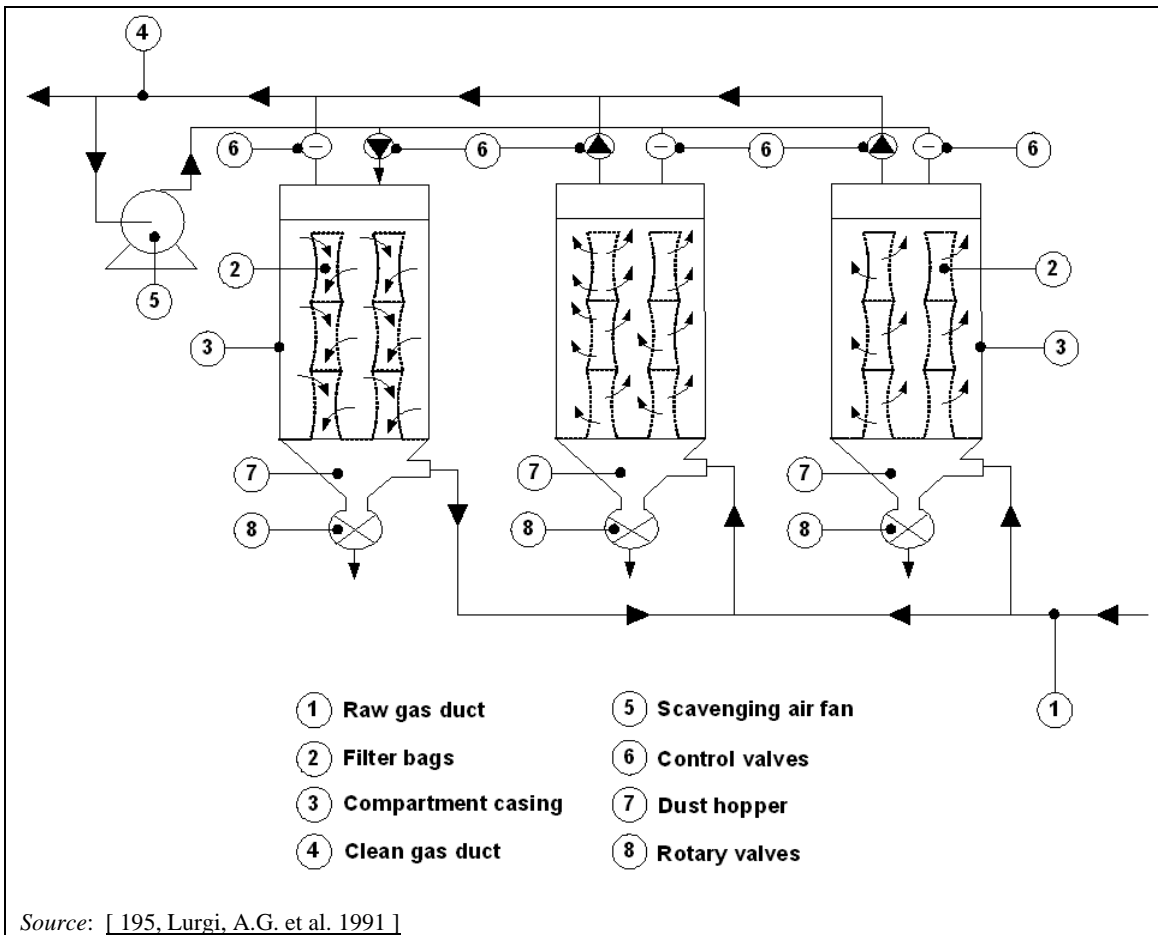 4
6
6
6
6
2
2
5
3
3
7
7
7
8
8
8
1 Raw gas duct
2 Filter bags
3 Compartment casing
4 Clean gas duct
5 Scavenging air fan
6 Control valves
7 Dust hopper
8 Rotary valves
1
Source: [ 195, Lurgi, A.G. et al. 1991 ]